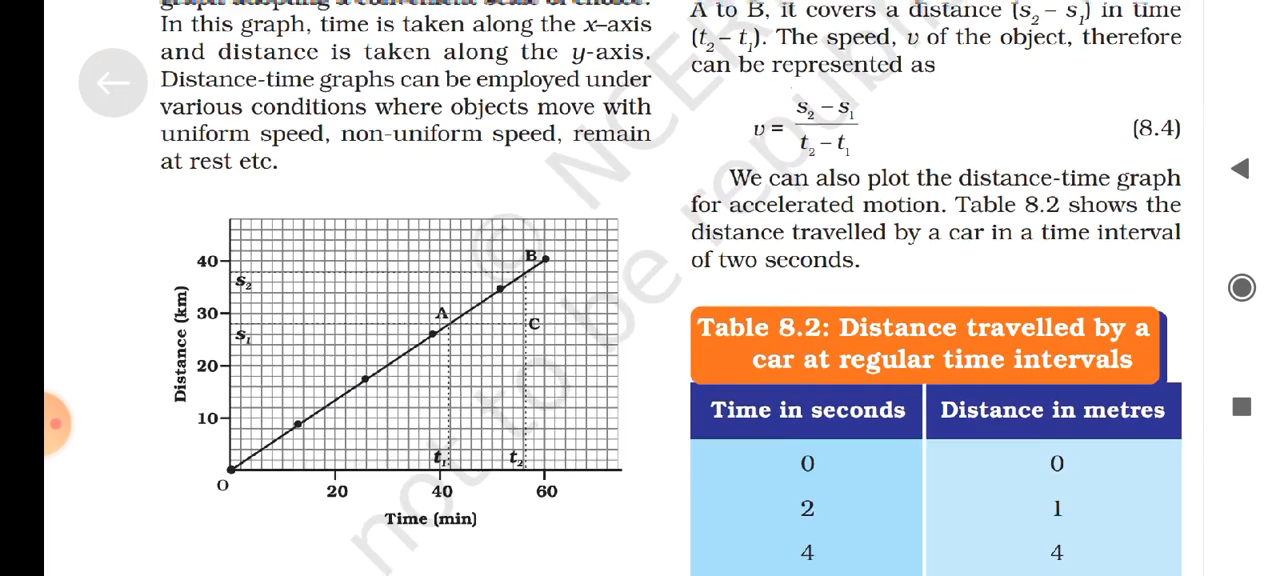 In this graph, time is taken along the x–axis
and distance is taken along the y-axis.
Distance-time graphs can be employed under
various conditions where objects move with
uniform speed, non-uniform speed, remain
at rest etc.
40
30
20
10
S₂
S₁
A
B
C
t₁
t₂
O
20
40
60
Distance (km)
Time (min)
A to B, it covers a distance (s₂ – s₁) in time
(t₂ – t₁). The speed, v of the object, therefore
can be represented as
v = s₂ – s₁ / t₂ – t₁ (8.4)
We can also plot the distance-time graph
for accelerated motion. Table 8.2 shows the
distance travelled by a car in a time interval
of two seconds.
Table 8.2: Distance travelled by a
car at regular time intervals
Time in seconds Distance in metres
0 0
2 1
4 4
© NCERT
not to be republi